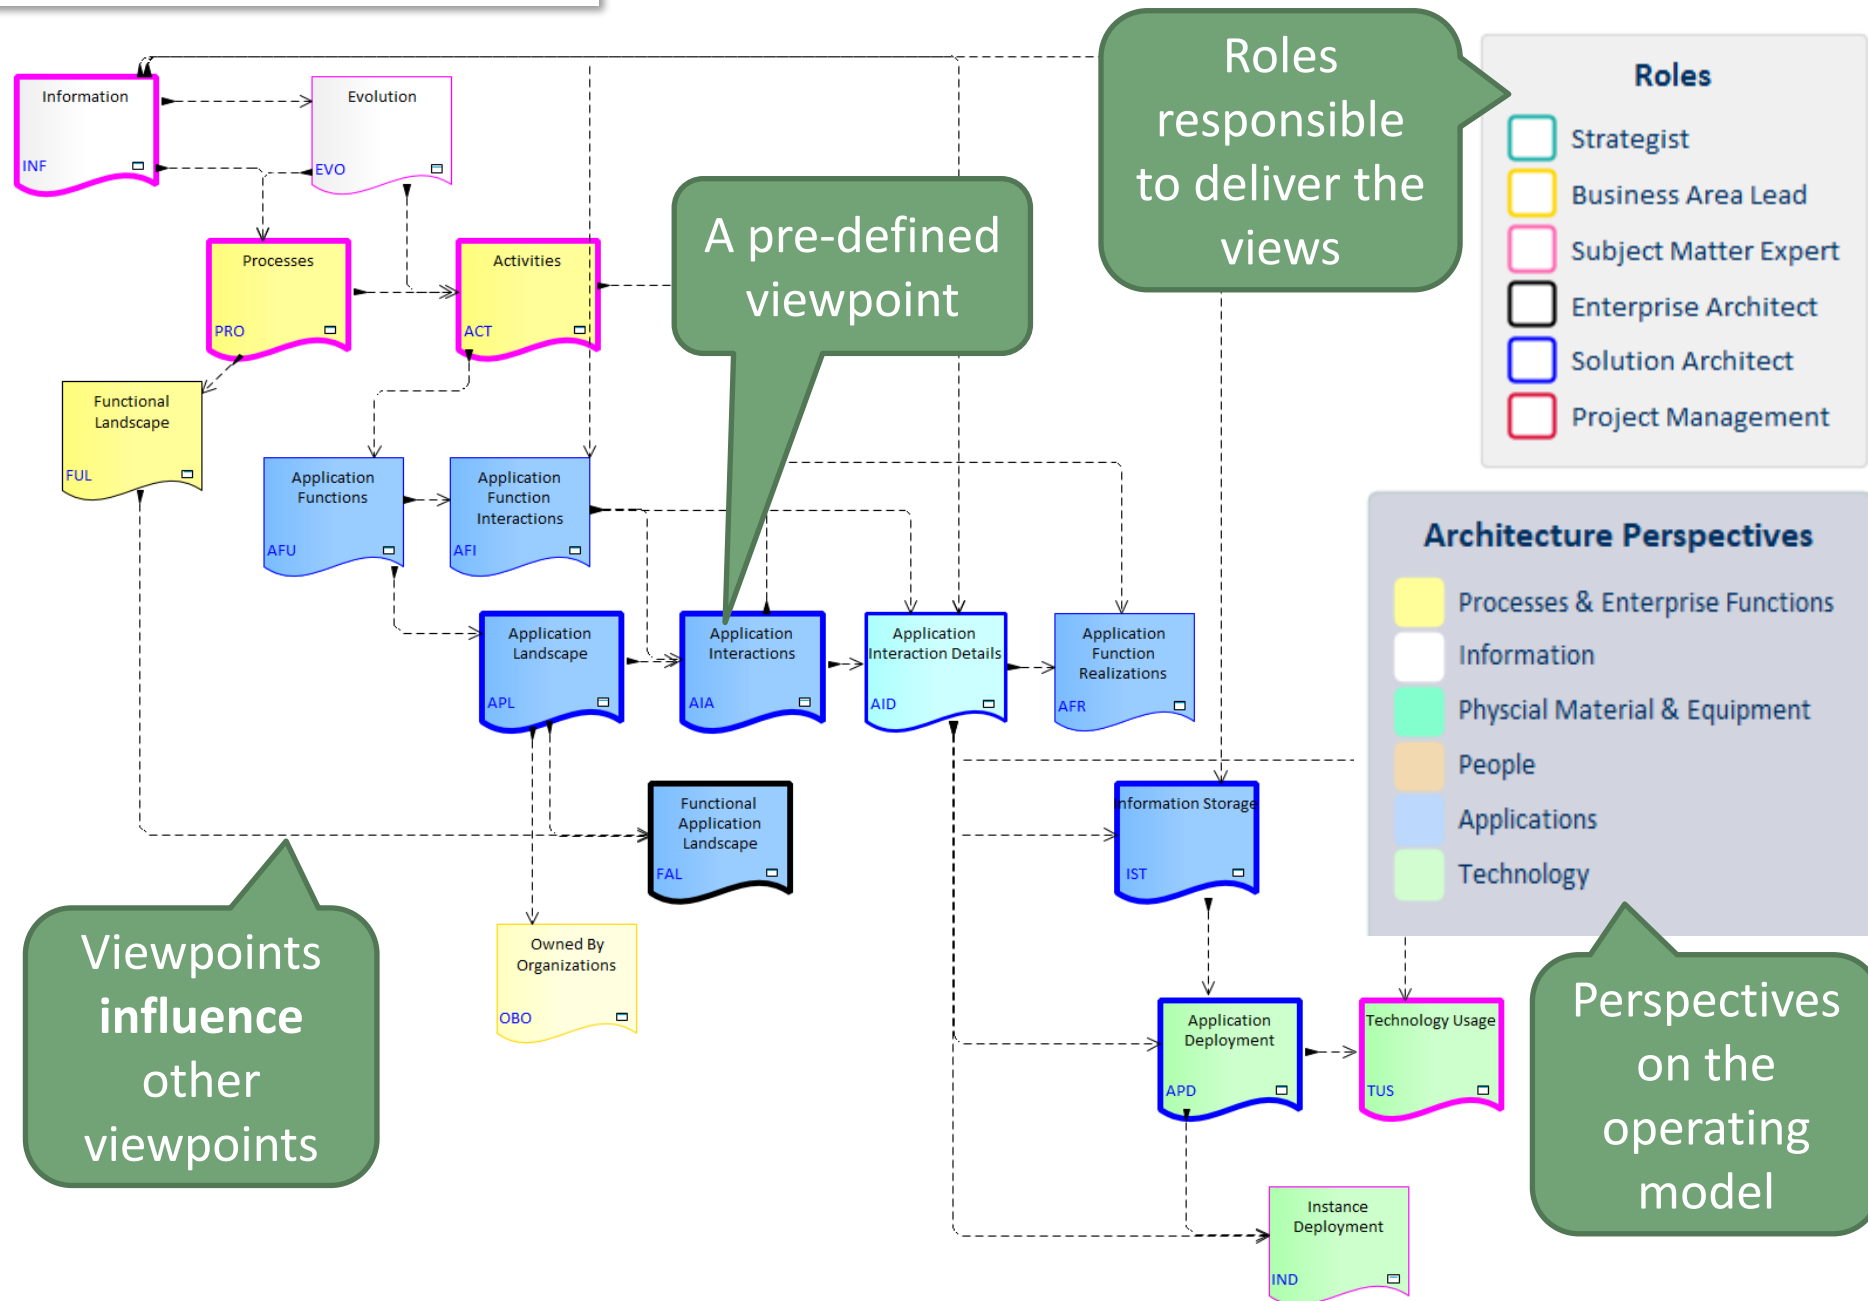 Information
INF
Evolution
EVO
Roles
responsible
to deliver the
views
Roles
Strategist
Business Area Lead
Subject Matter Expert
Enterprise Architect
Solution Architect
Project Management
A pre-defined
viewpoint
Processes
PRO
Activities
ACT
Functional
Landscape
FUL
Application
Functions
AFU
Application
Function
Interactions
AFI
Architecture Perspectives
Processes & Enterprise Functions
Information
Physcial Material & Equipment
People
Applications
Technology
Application
Landscape
APL
Application
Interactions
AIA
Application
Interaction Details
AID
Application
Function
Realizations
AFR
Functional
Application
Landscape
FAL
Information Storage
IST
Viewpoints
influence
other
viewpoints
Owned By
Organizations
OBO
Application
Deployment
APD
Technology Usage
TUS
Perspectives
on the
operating
model
Instance
Deployment
IND